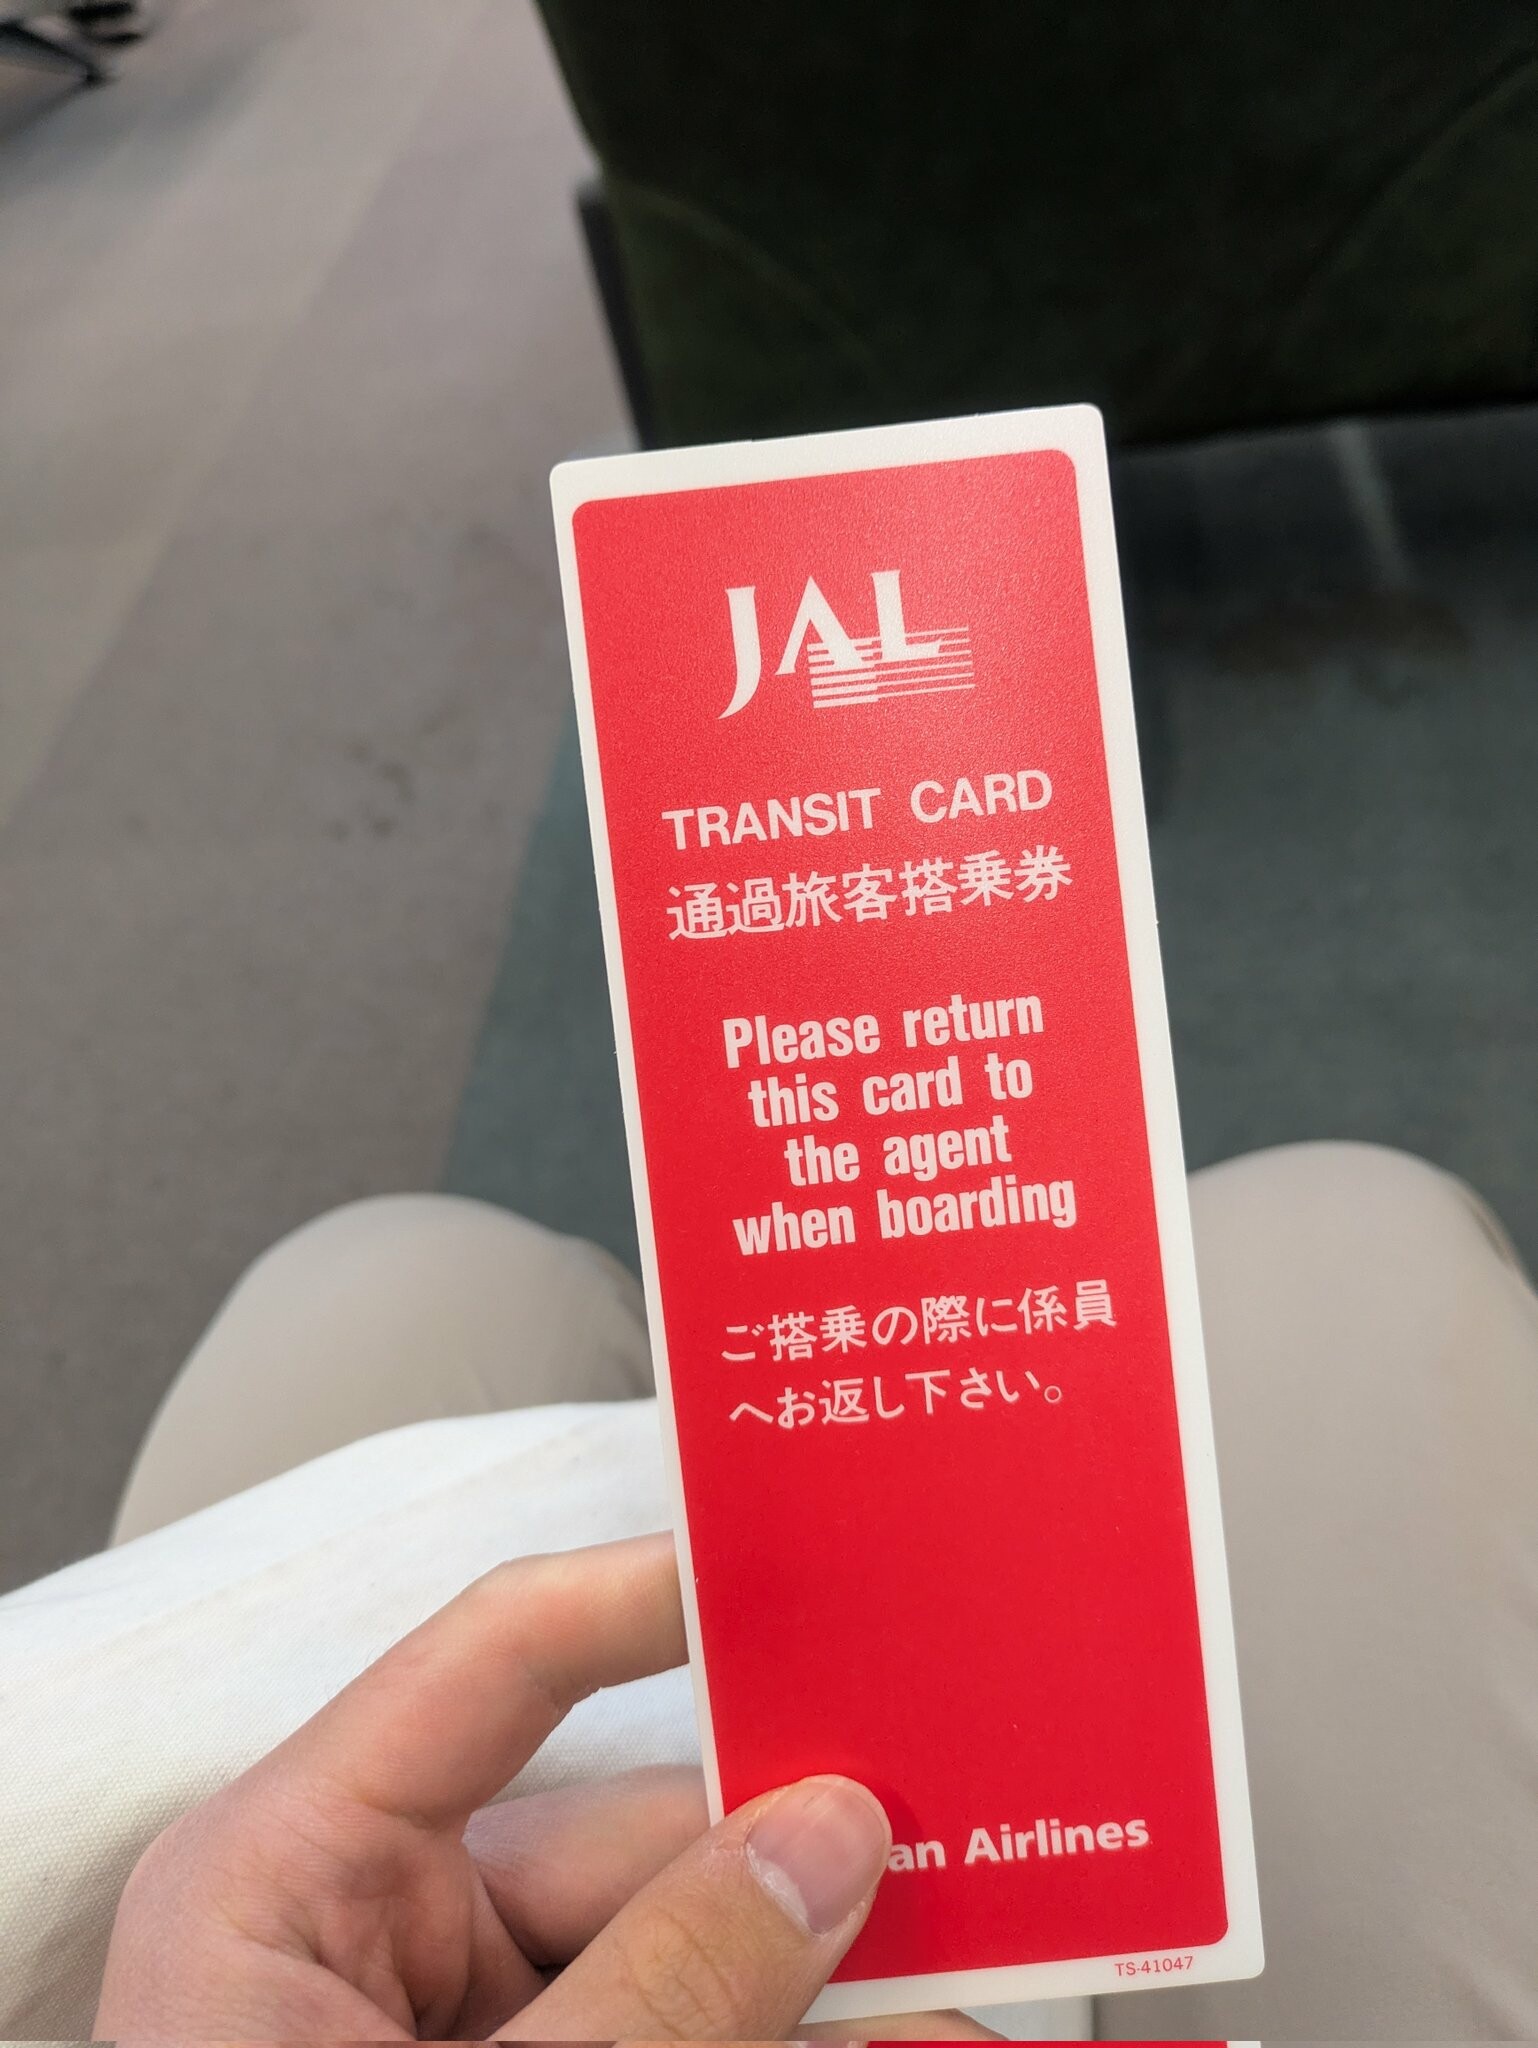 JAL
TRANSIT CARD
通過旅客搭乗券
Please return
this card to
the agent
when boarding
ご搭乗の際に係員
へお返し下さい。
an Airlines
TS-41047